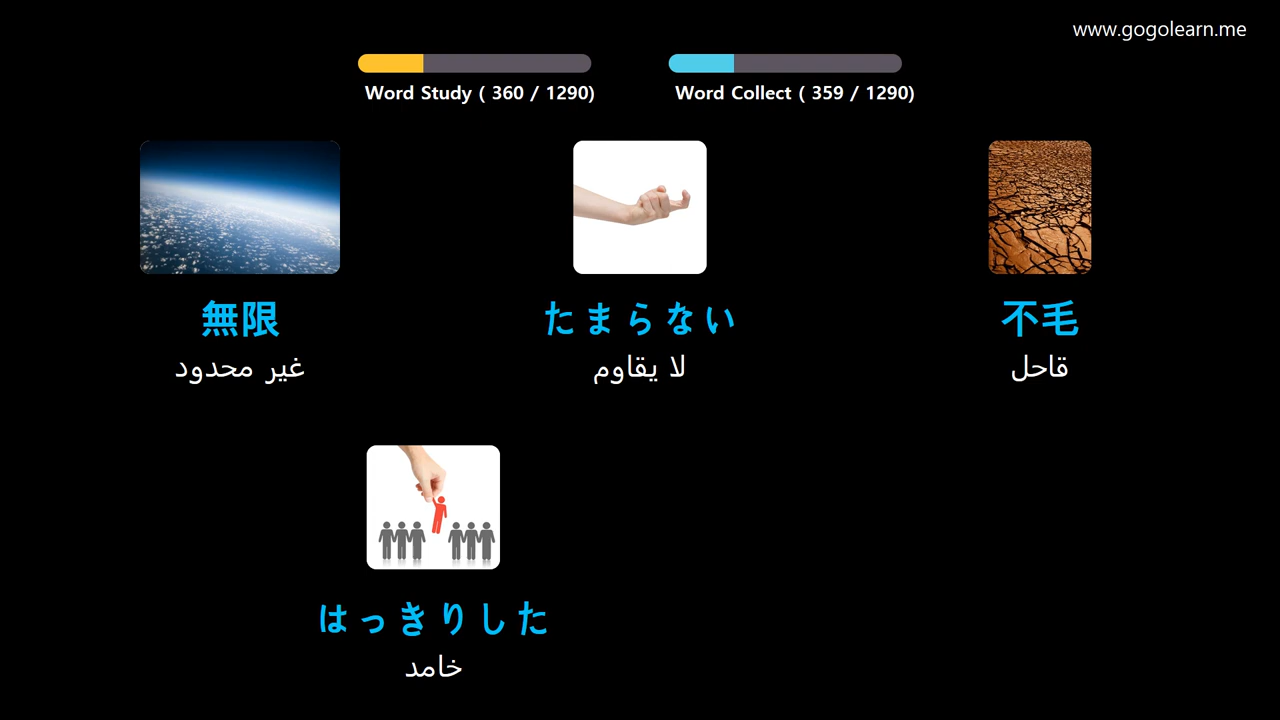 www.gogolearn.me
Word Study ( 360 / 1290)
Word Collect ( 359 / 1290)
無限
غير محدود
たまらない
لا يقاوم
不毛
قاحل
はっきりした
خامد